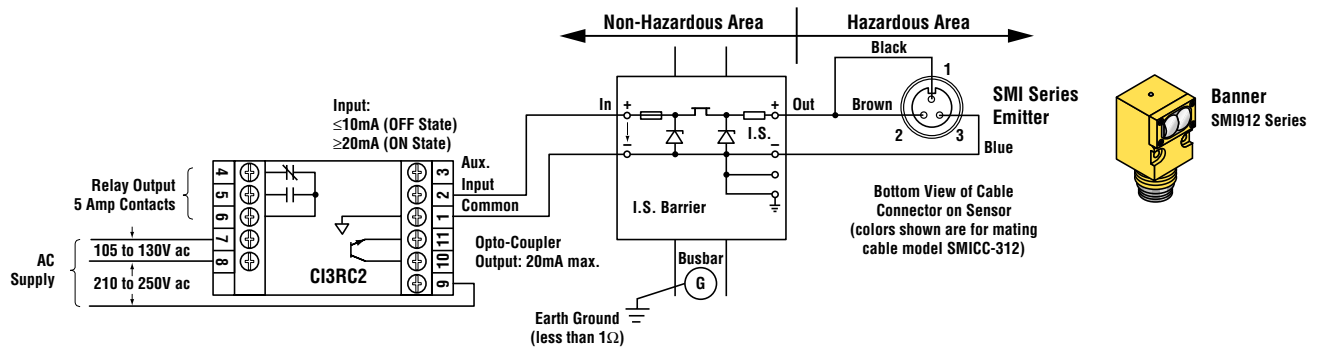 Non-Hazardous Area
Hazardous Area
Black
1
Input:
≤10mA (OFF State)
≥20mA (ON State)
In
+
–
+
Out
–
I.S.
Brown
2
3
Blue
SMI Series
Emitter
Banner
SMI912 Series
Relay Output
5 Amp Contacts
4
5
6
7
8
3
2
1
11
10
9
Aux.
Input
Common
I.S. Barrier
Bottom View of Cable
Connector on Sensor
(colors shown are for mating
cable model SMICC-312)
AC
Supply
105 to 130V ac
210 to 250V ac
CI3RC2
Opto-Coupler
Output: 20mA max.
Busbar
G
Earth Ground
(less than 1Ω)